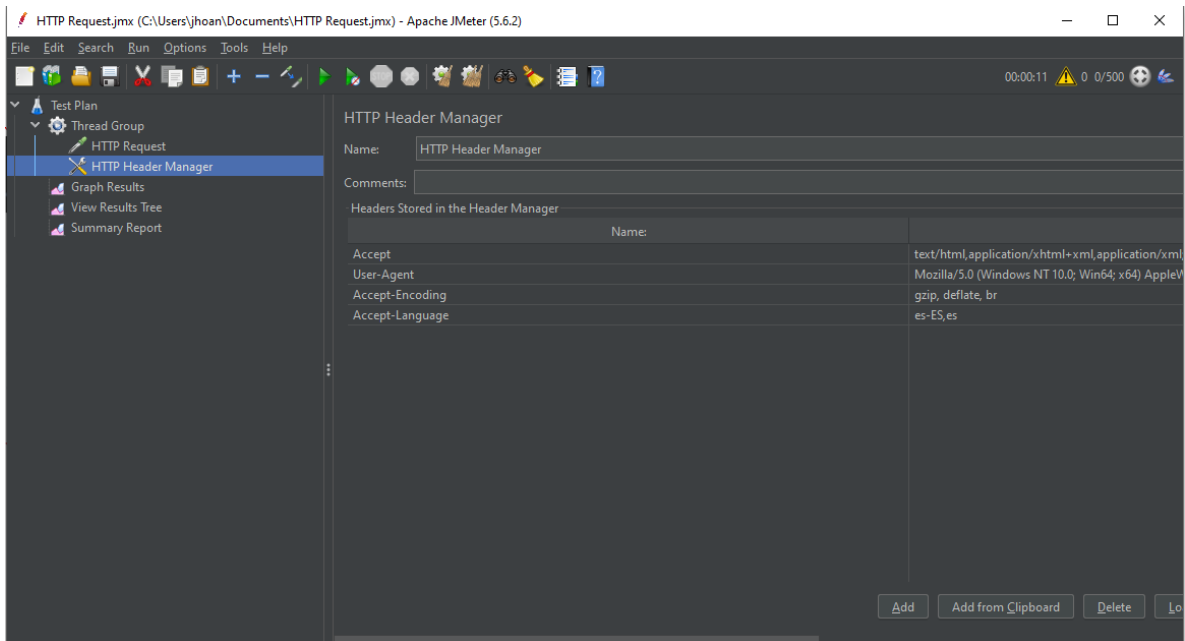 HTTP Request.jmx (C:\Users\jhoan\Documents\HTTP Request.jmx) - Apache JMeter (5.6.2)
File Edit Search Run Options Tools Help
00:00:11 0 0/500
Test Plan
Thread Group
HTTP Request
HTTP Header Manager
Graph Results
View Results Tree
Summary Report
HTTP Header Manager
Name: HTTP Header Manager
Comments:
Headers Stored in the Header Manager
Name:
Accept text/html,application/xhtml+xml,application/xml,
User-Agent Mozilla/5.0 (Windows NT 10.0; Win64; x64)
Accept-Encoding gzip, deflate, br
Accept-Language es-ES,es
Add Add from Clipboard Delete